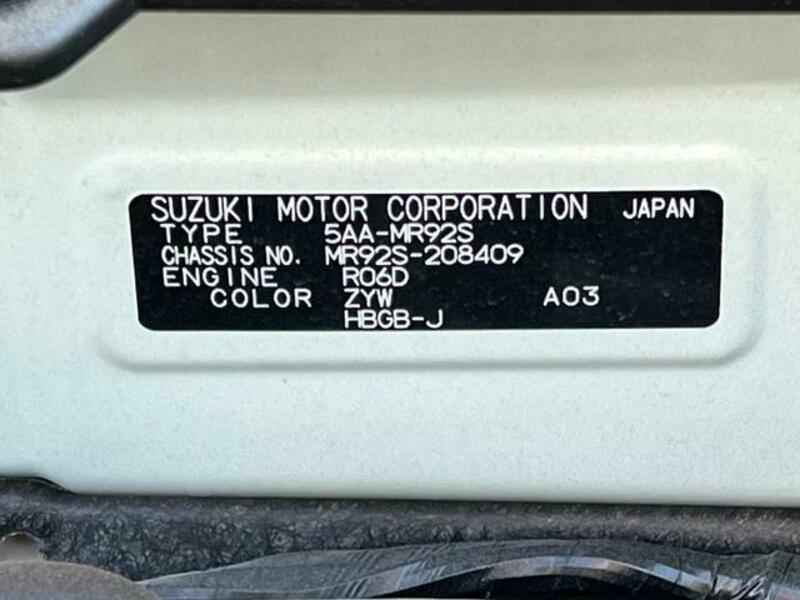 SUZUKI MOTOR CORPORATION JAPAN
TYPE 5AA-MR92S
CHASSIS NO. MR92S-208409
ENGINE R06D
COLOR ZYW A03
HBGB-J